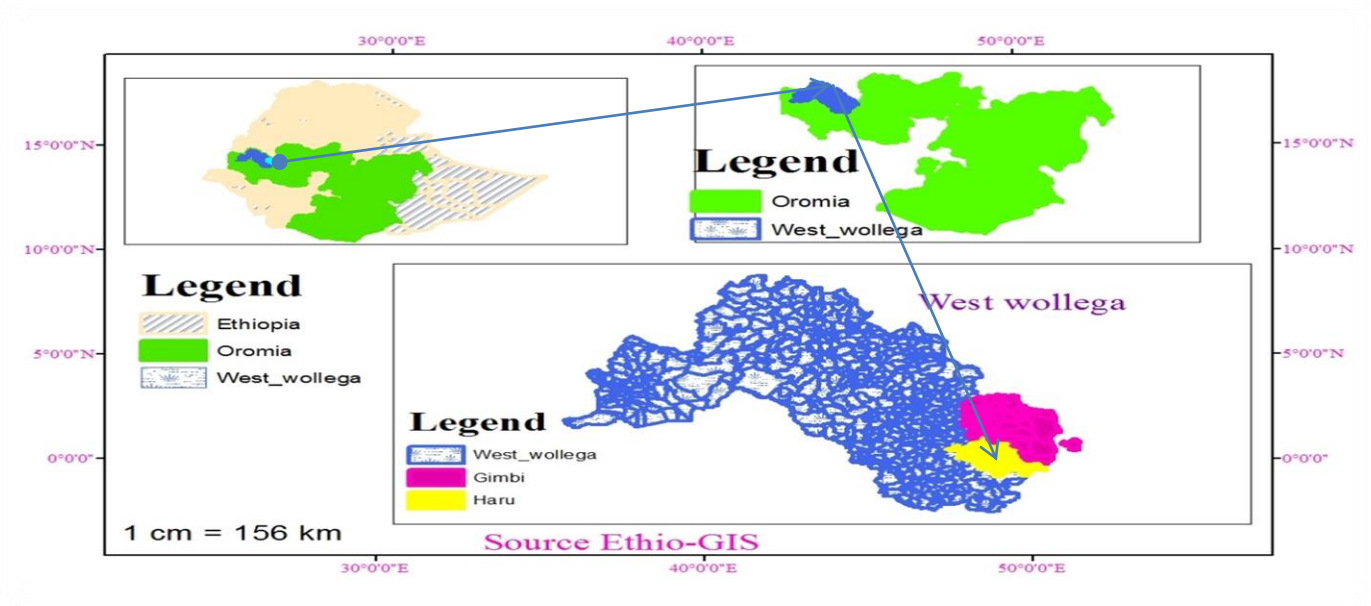 30°0'0"E 40°0'0"E 50°0'0"E
15°0'0"N
15°0'0"N
Legend
Oromia
West_wollega
10°0'0"N
10°0'0"N
Legend
Ethiopia
Oromia
West_wollega
West wollega
5°0'0"N
5°0'0"N
Legend
West_wollega
Gimbi
Haru
0°0'0"
0°0'0"
1 cm = 156 km
Source Ethio-GIS
30°0'0"E 40°0'0"E 50°0'0"E